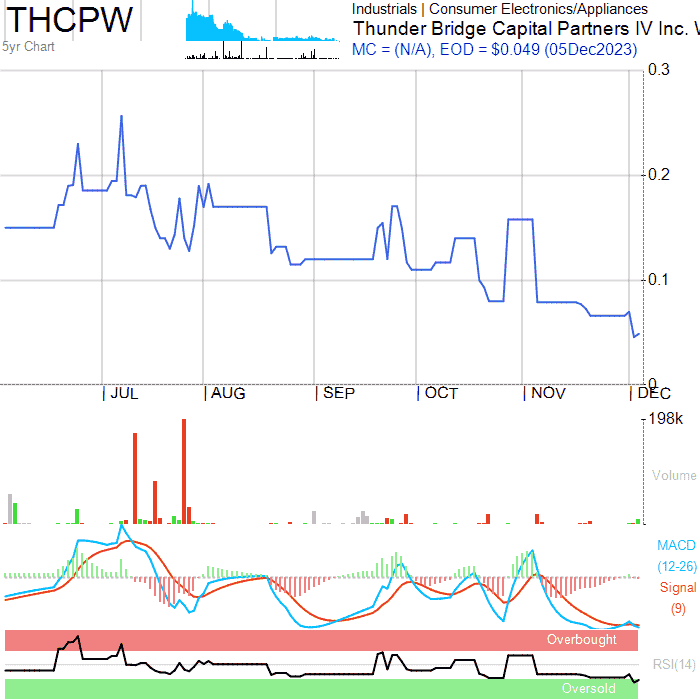 THCPW
5yr Chart
Industrials | Consumer Electronics/Appliances
Thunder Bridge Capital Partners IV Inc.
MC = (N/A), EOD = $0.049 (05Dec2023)
0.3
0.2
0.1
0
| JUL | AUG | SEP | OCT | NOV | DEC
198k
Volume
MACD
(12-26)
Signal
(9)
Overbought
RSI(14)
Oversold